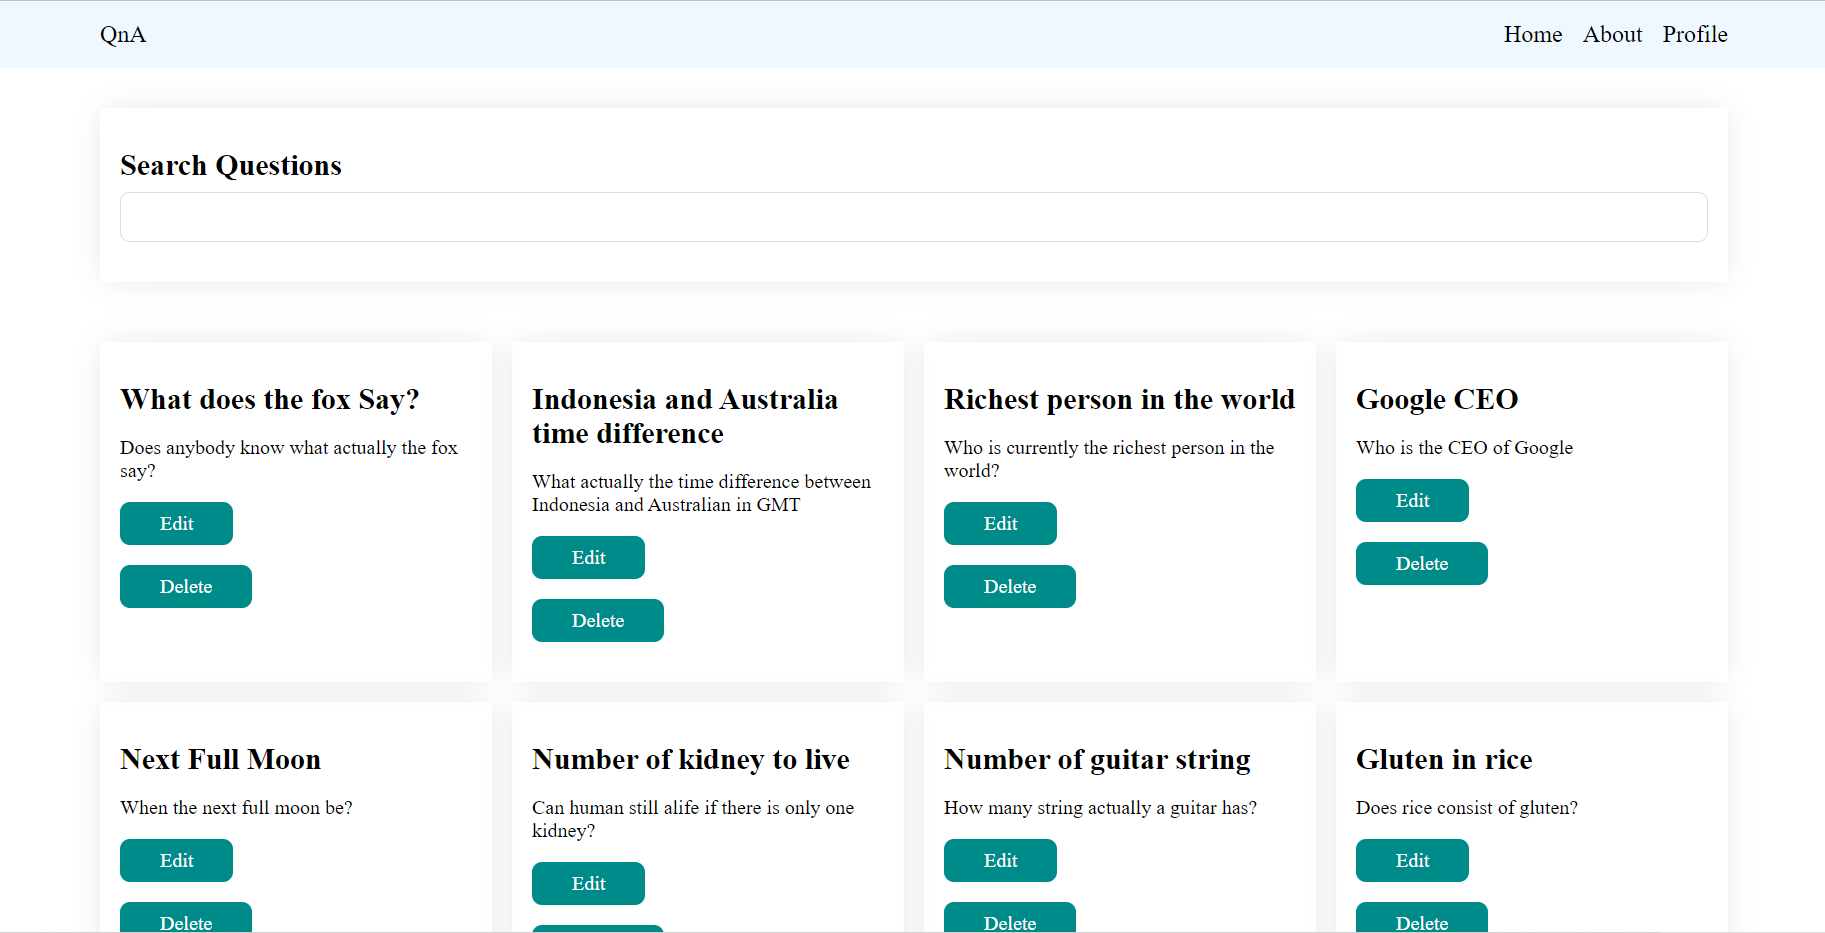 QnA
Home About Profile
Search Questions
What does the fox Say?
Does anybody know what actually the fox
say?
Edit
Delete
Indonesia and Australia
time difference
What actually the time difference between
Indonesia and Australian in GMT
Edit
Delete
Richest person in the world
Who is currently the richest person in the
world?
Edit
Delete
Google CEO
Who is the CEO of Google
Edit
Delete
Next Full Moon
When the next full moon be?
Edit
Delete
Number of kidney to live
Can human still alife if there is only one
kidney?
Edit
Number of guitar string
How many string actually a guitar has?
Edit
Delete
Gluten in rice
Does rice consist of gluten?
Edit
Delete